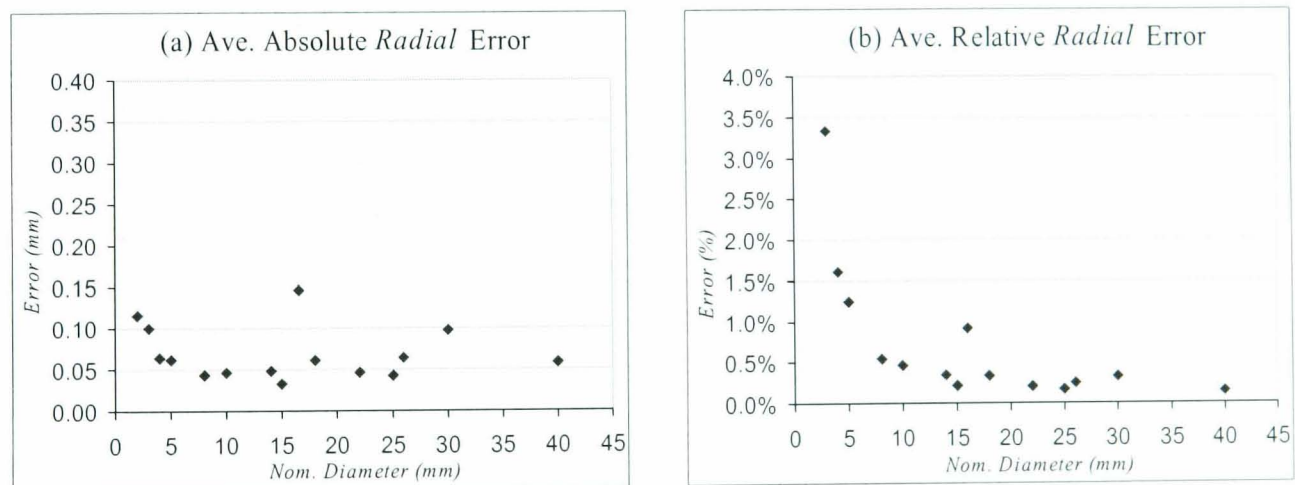 (a) Ave. Absolute Radial Error
0.40
0.35
0.30
0.25
0.20
0.15
0.10
0.05
0.00
Error (mm)
0 5 10 15 20 25 30 35 40 45
Nom. Diameter (mm)
(b) Ave. Relative Radial Error
4.0%
3.5%
3.0%
2.5%
2.0%
1.5%
1.0%
0.5%
0.0%
Error (%)
0 5 10 15 20 25 30 35 40 45
Nom. Diameter (mm)